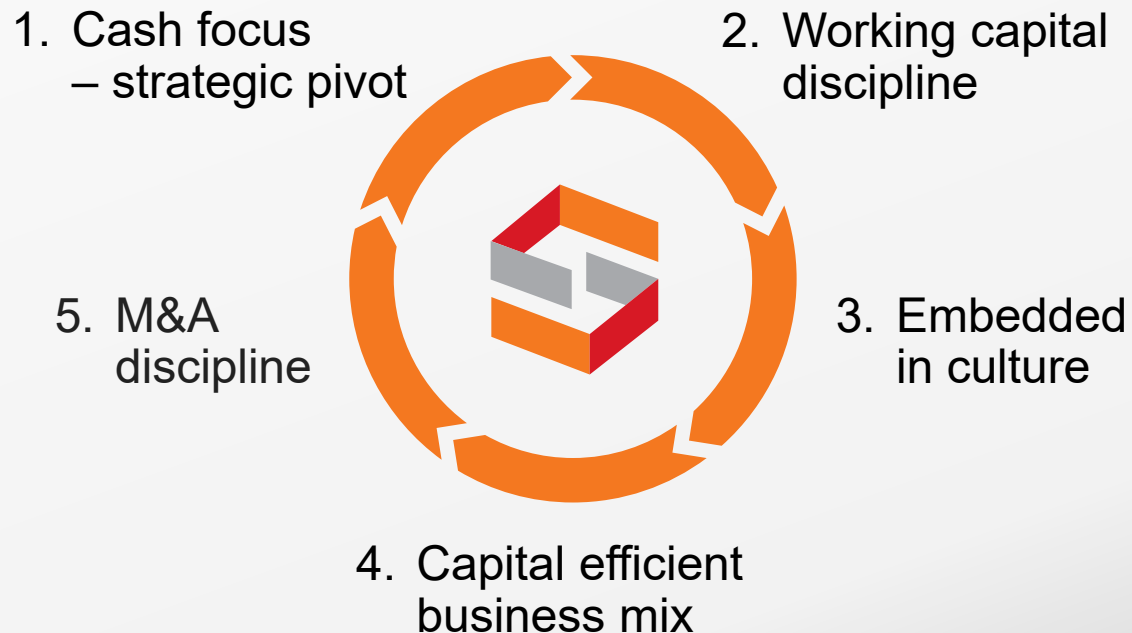 1. Cash focus
– strategic pivot
2. Working capital
discipline
3. Embedded
in culture
4. Capital efficient
business mix
5. M&A
discipline